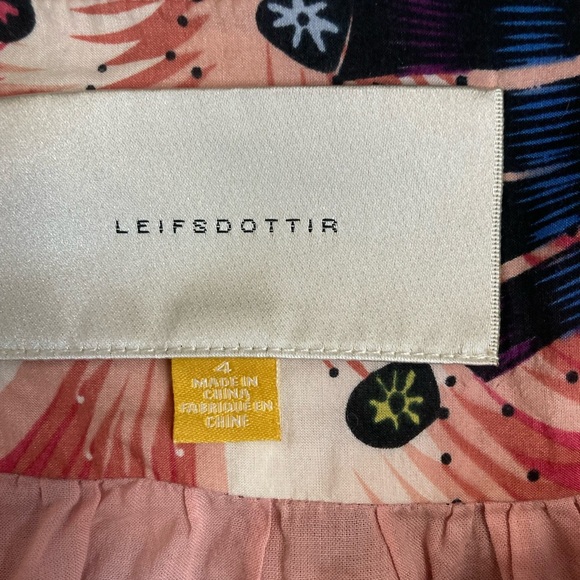 LEIFSDOTTIR
4
MADE IN
CHINA
FABRIQUE EN
CHINE